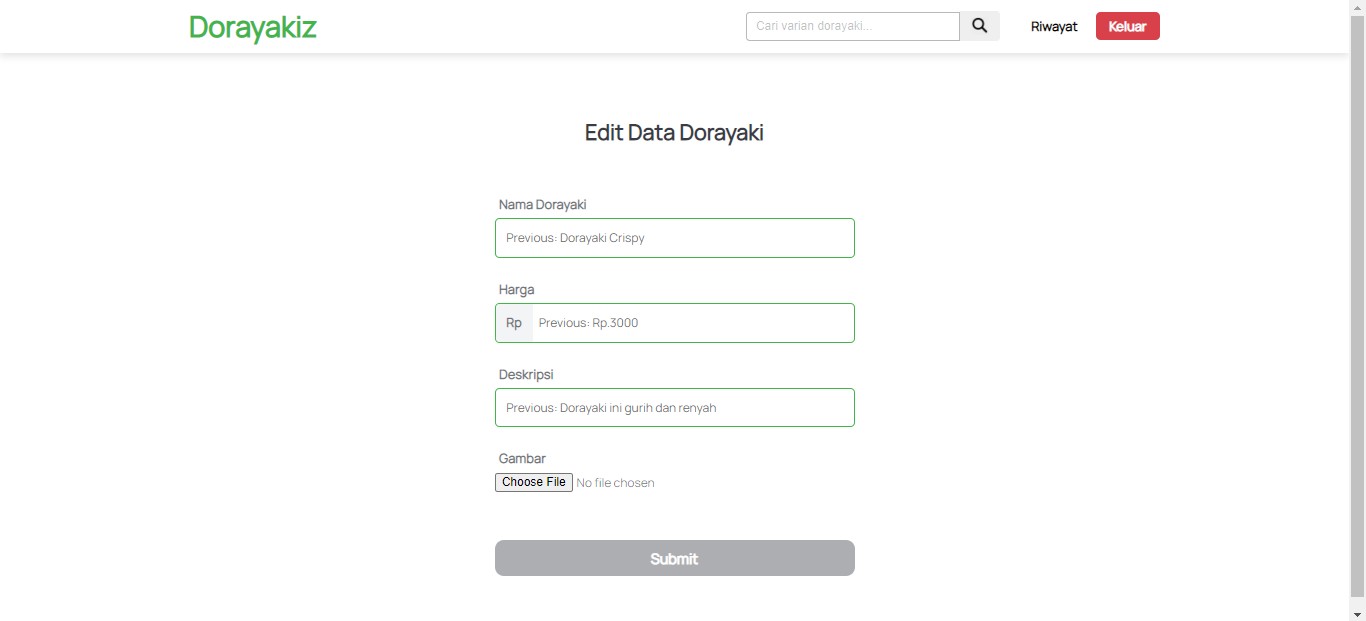 Dorayakiz
Cari varian dorayaki...
Riwayat
Keluar
Edit Data Dorayaki
Nama Dorayaki
Previous: Dorayaki Crispy
Harga
Rp
Previous: Rp.3000
Deskripsi
Previous: Dorayaki ini gurih dan renyah
Gambar
Choose File No file chosen
Submit